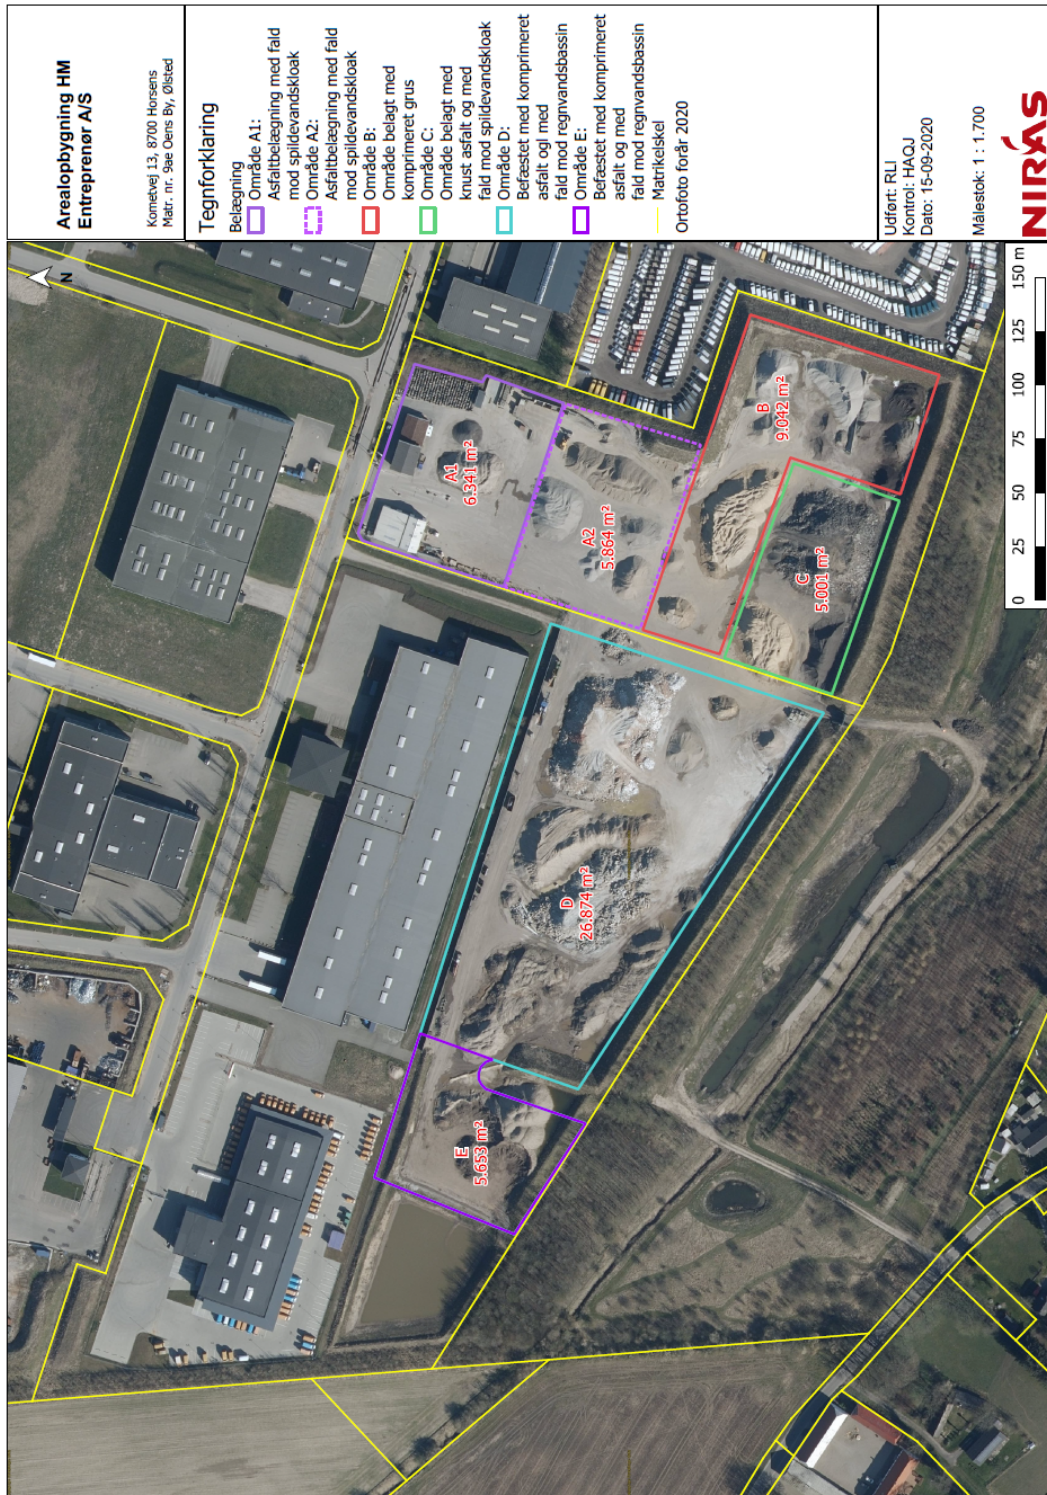 Arealopbygning HM
Entreprenør A/S
Kometvej 13, 8700 Horsens
Matr. nr. 9ae Oens By, Ølsted
Tegnforklaring
Belægning
Område A1:
Asfaltbelægning med fald
mod spildevandskloak
Område A2:
Asfaltbelægning med fald
mod spildevandskloak
Område B:
Område belagt med
komprimeret grus
Område C:
Område belagt med
knust asfalt og med
fald mod spildevandskloak
Område D:
Befæstet med komprimeret
asfalt ogl med
fald mod regnvandsbassin
Område E:
Befæstet med komprimeret
asfalt og med
fald mod regnvandsbassin
Matrikelskel
Ortofoto forår 2020
Udført: RLI
Kontrol: HAQJ
Dato: 15-09-2020
Målestok: 1 : 1.700
NIRAS
N
A1
6.341 m²
A2
5.864 m²
B
9.042 m²
C
5.001 m²
D
26.874 m²
E
5.653 m²
0 25 50 75 100 125 150 m